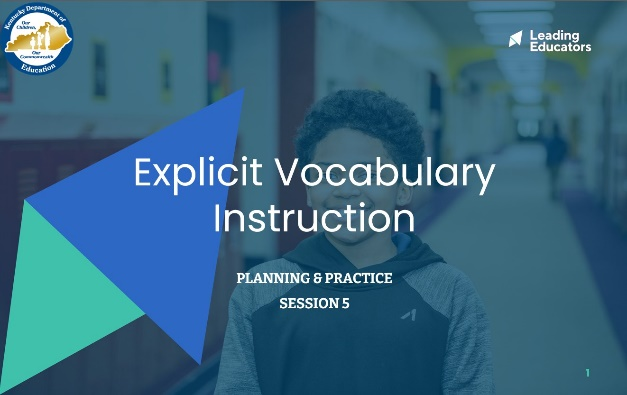 Kentucky Department of
Our
Children,
Our
Commonwealth
Education
Leading
Educators
Explicit Vocabulary
Instruction
PLANNING & PRACTICE
SESSION 5
1